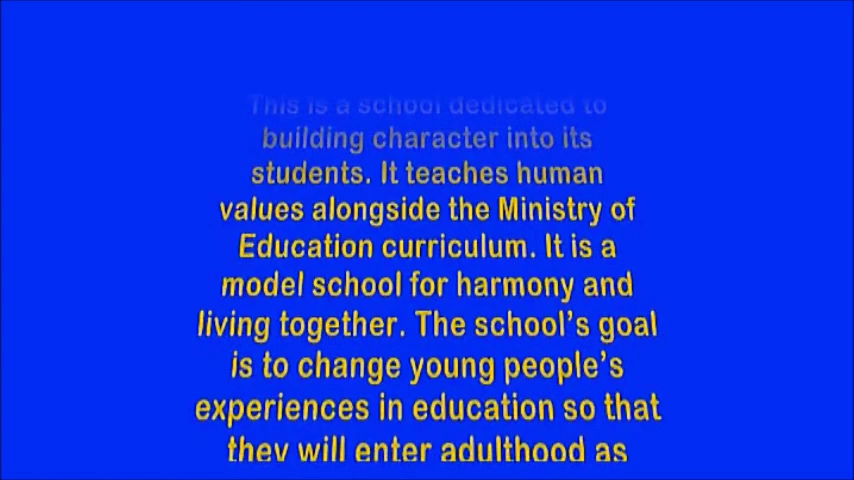 This is a school dedicated to
building character into its
students. It teaches human
values alongside the Ministry of
Education curriculum. It is a
model school for harmony and
living together. The school’s goal
is to change young people’s
experiences in education so that
they will enter adulthood as